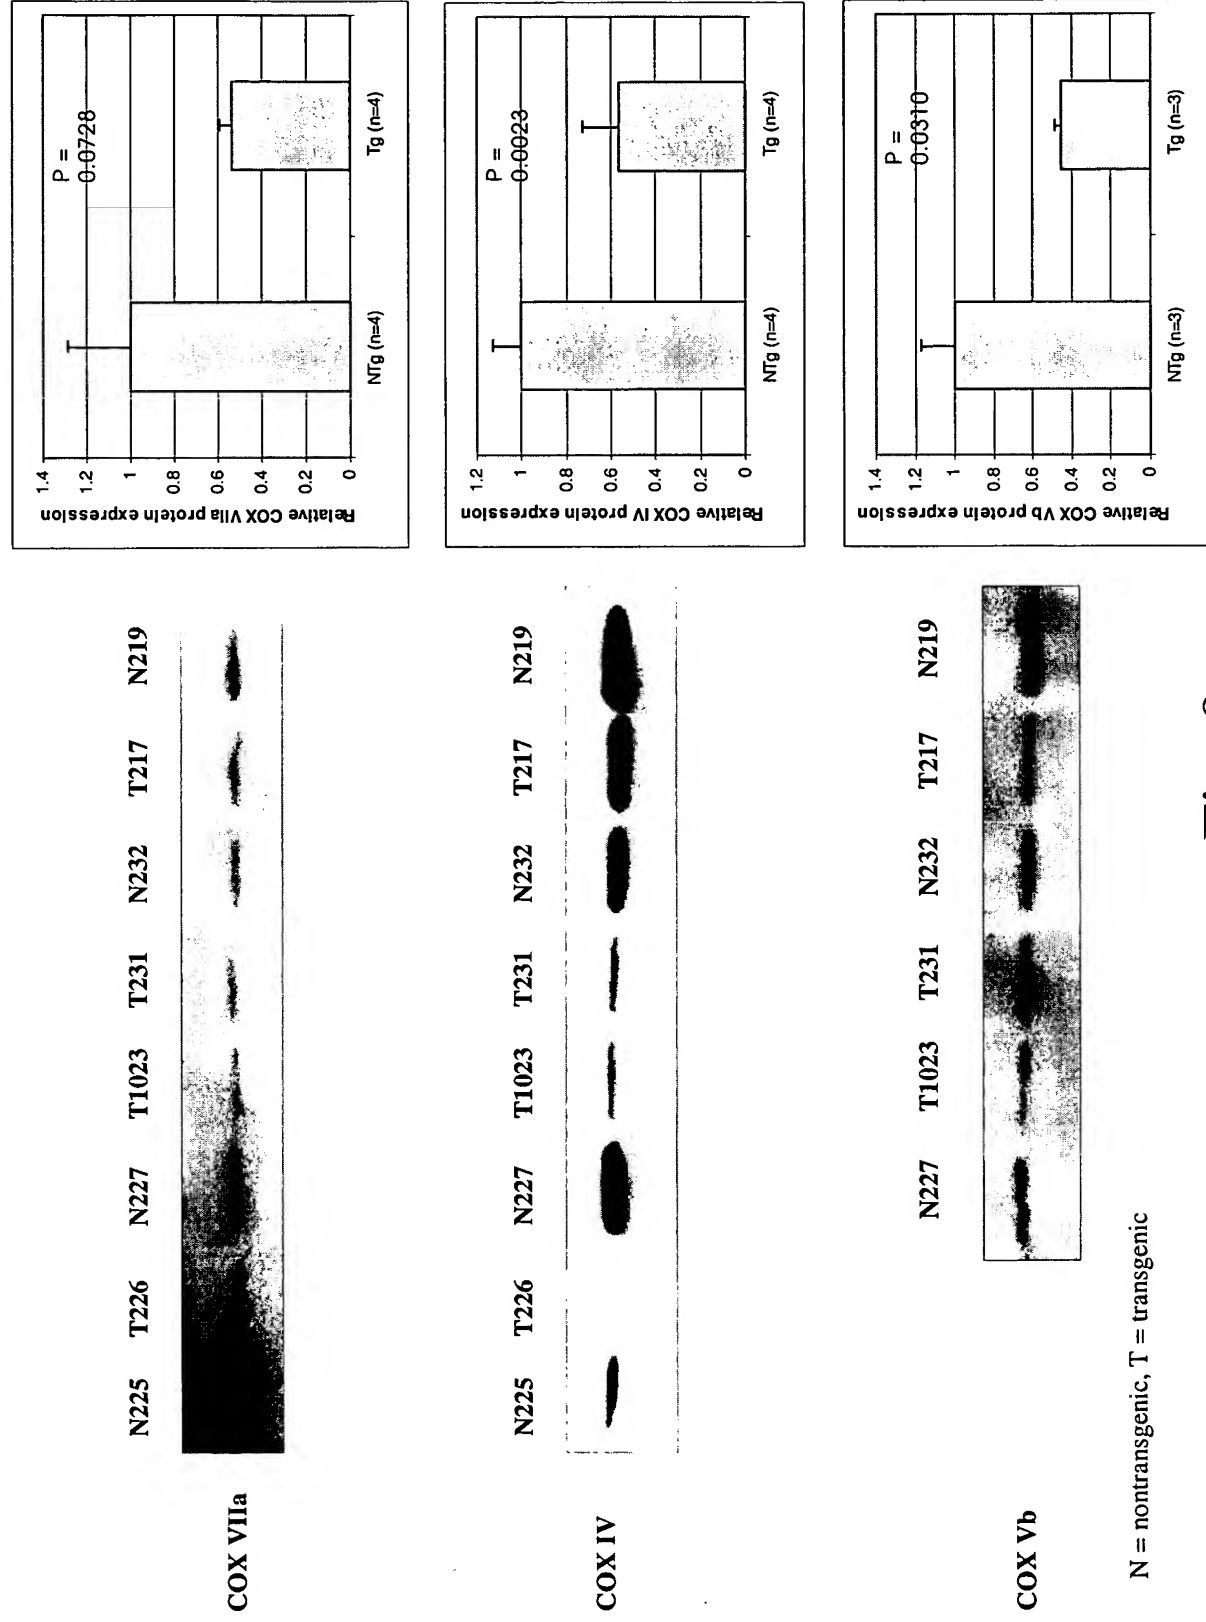 COX VIIa
N225 T226 N227 T1023 T231 N232 T217 N219
Relative COX VIIa protein expression
1.4
1.2
1
0.8
0.6
0.4
0.2
0
P =
0.0728
NTg (n=4)
Tg (n=4)
COX IV
N225 T226 N227 T1023 T231 N232 T217 N219
Relative COX IV protein expression
1.4
1.2
1
0.8
0.6
0.4
0.2
0
P =
0.0023
NTg (n=4)
Tg (n=4)
COX Vb
N227 T1023 T231 N232 T217 N219
Relative COX Vb protein expression
1.4
1.2
1
0.8
0.6
0.4
0.2
0
P =
0.0310
NTg (n=3)
Tg (n=3)
N = nontransgenic, T = transgenic